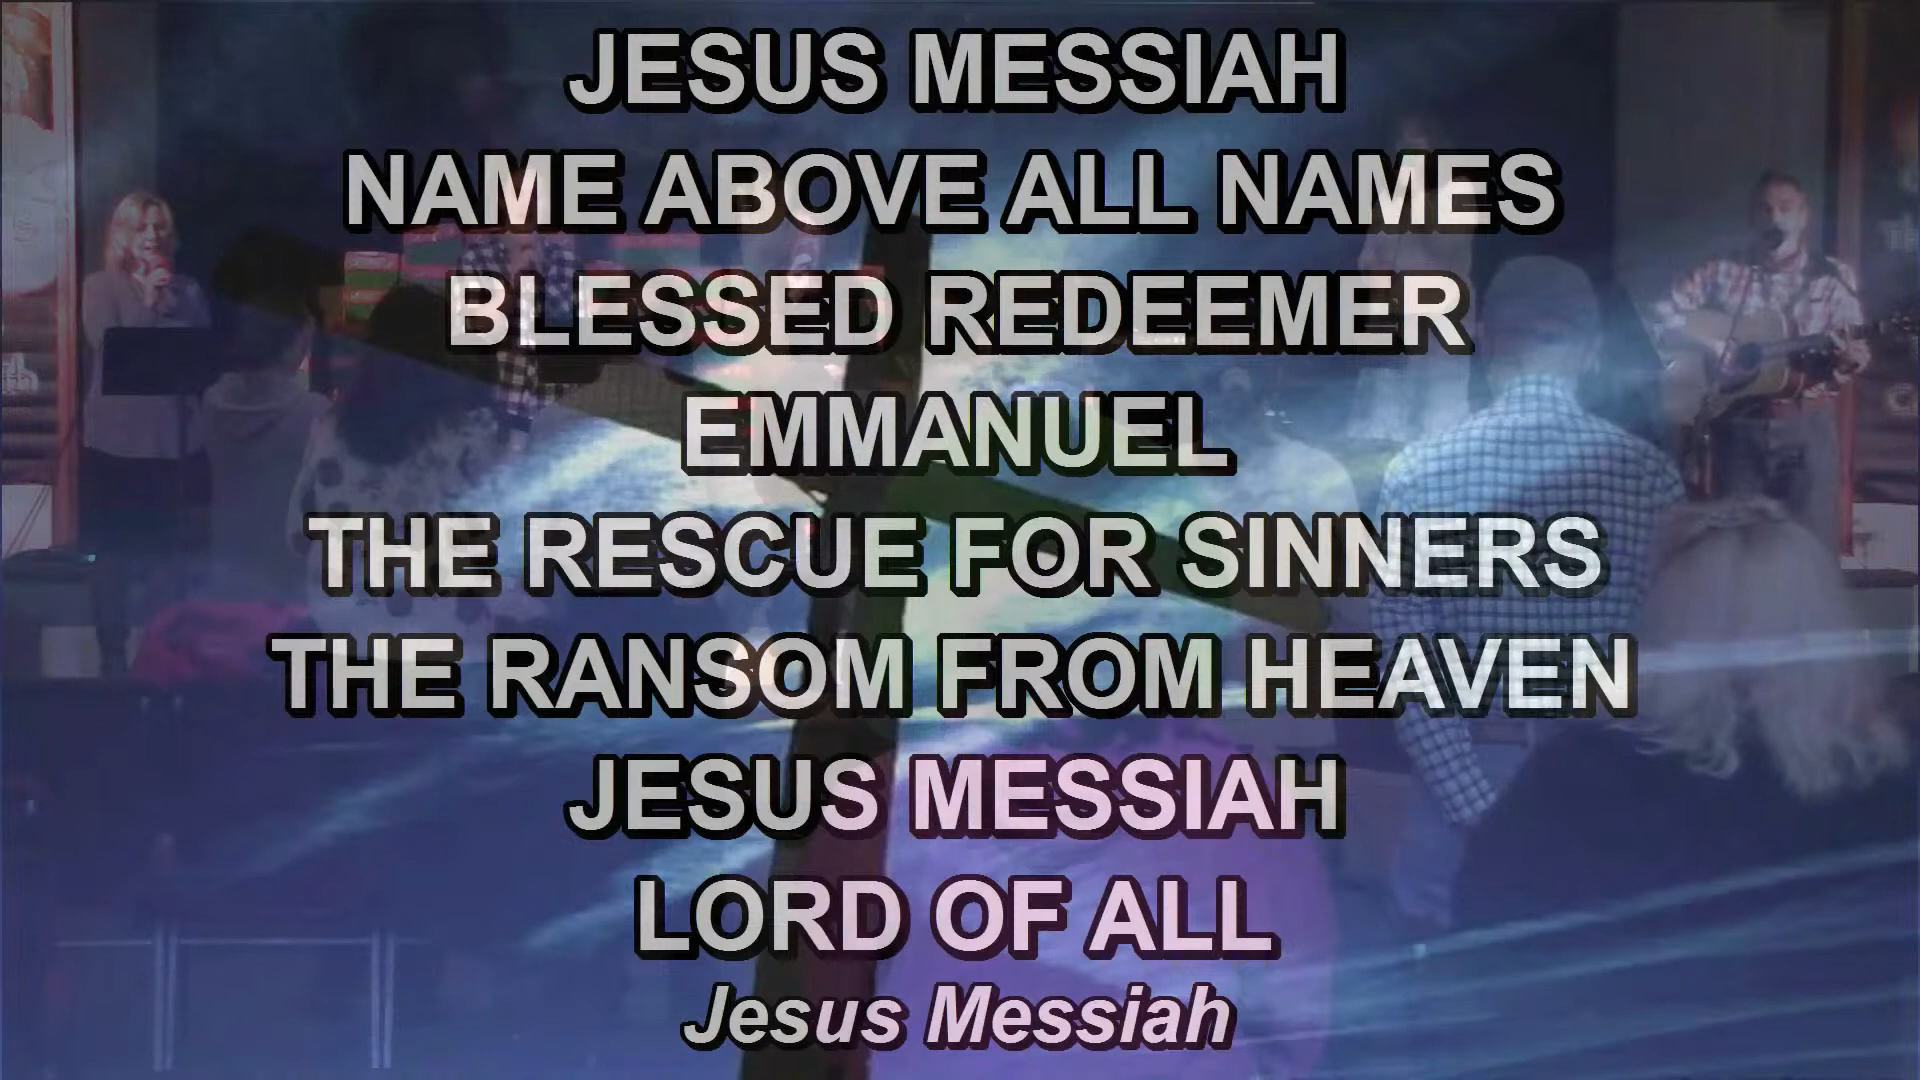 JESUS MESSIAH
NAME ABOVE ALL NAMES
BLESSED REDEEMER
EMMANUEL
THE RESCUE FOR SINNERS
THE RANSOM FROM HEAVEN
JESUS MESSIAH
LORD OF ALL
Jesus Messiah